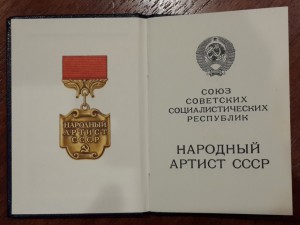 НАРОДНЫЙ
АРТИСТ
СССР
СОЮЗ
СОВЕТСКИХ
СОЦИАЛИСТИЧЕСКИХ
РЕСПУБЛИК
НАРОДНЫЙ
АРТИСТ СССР